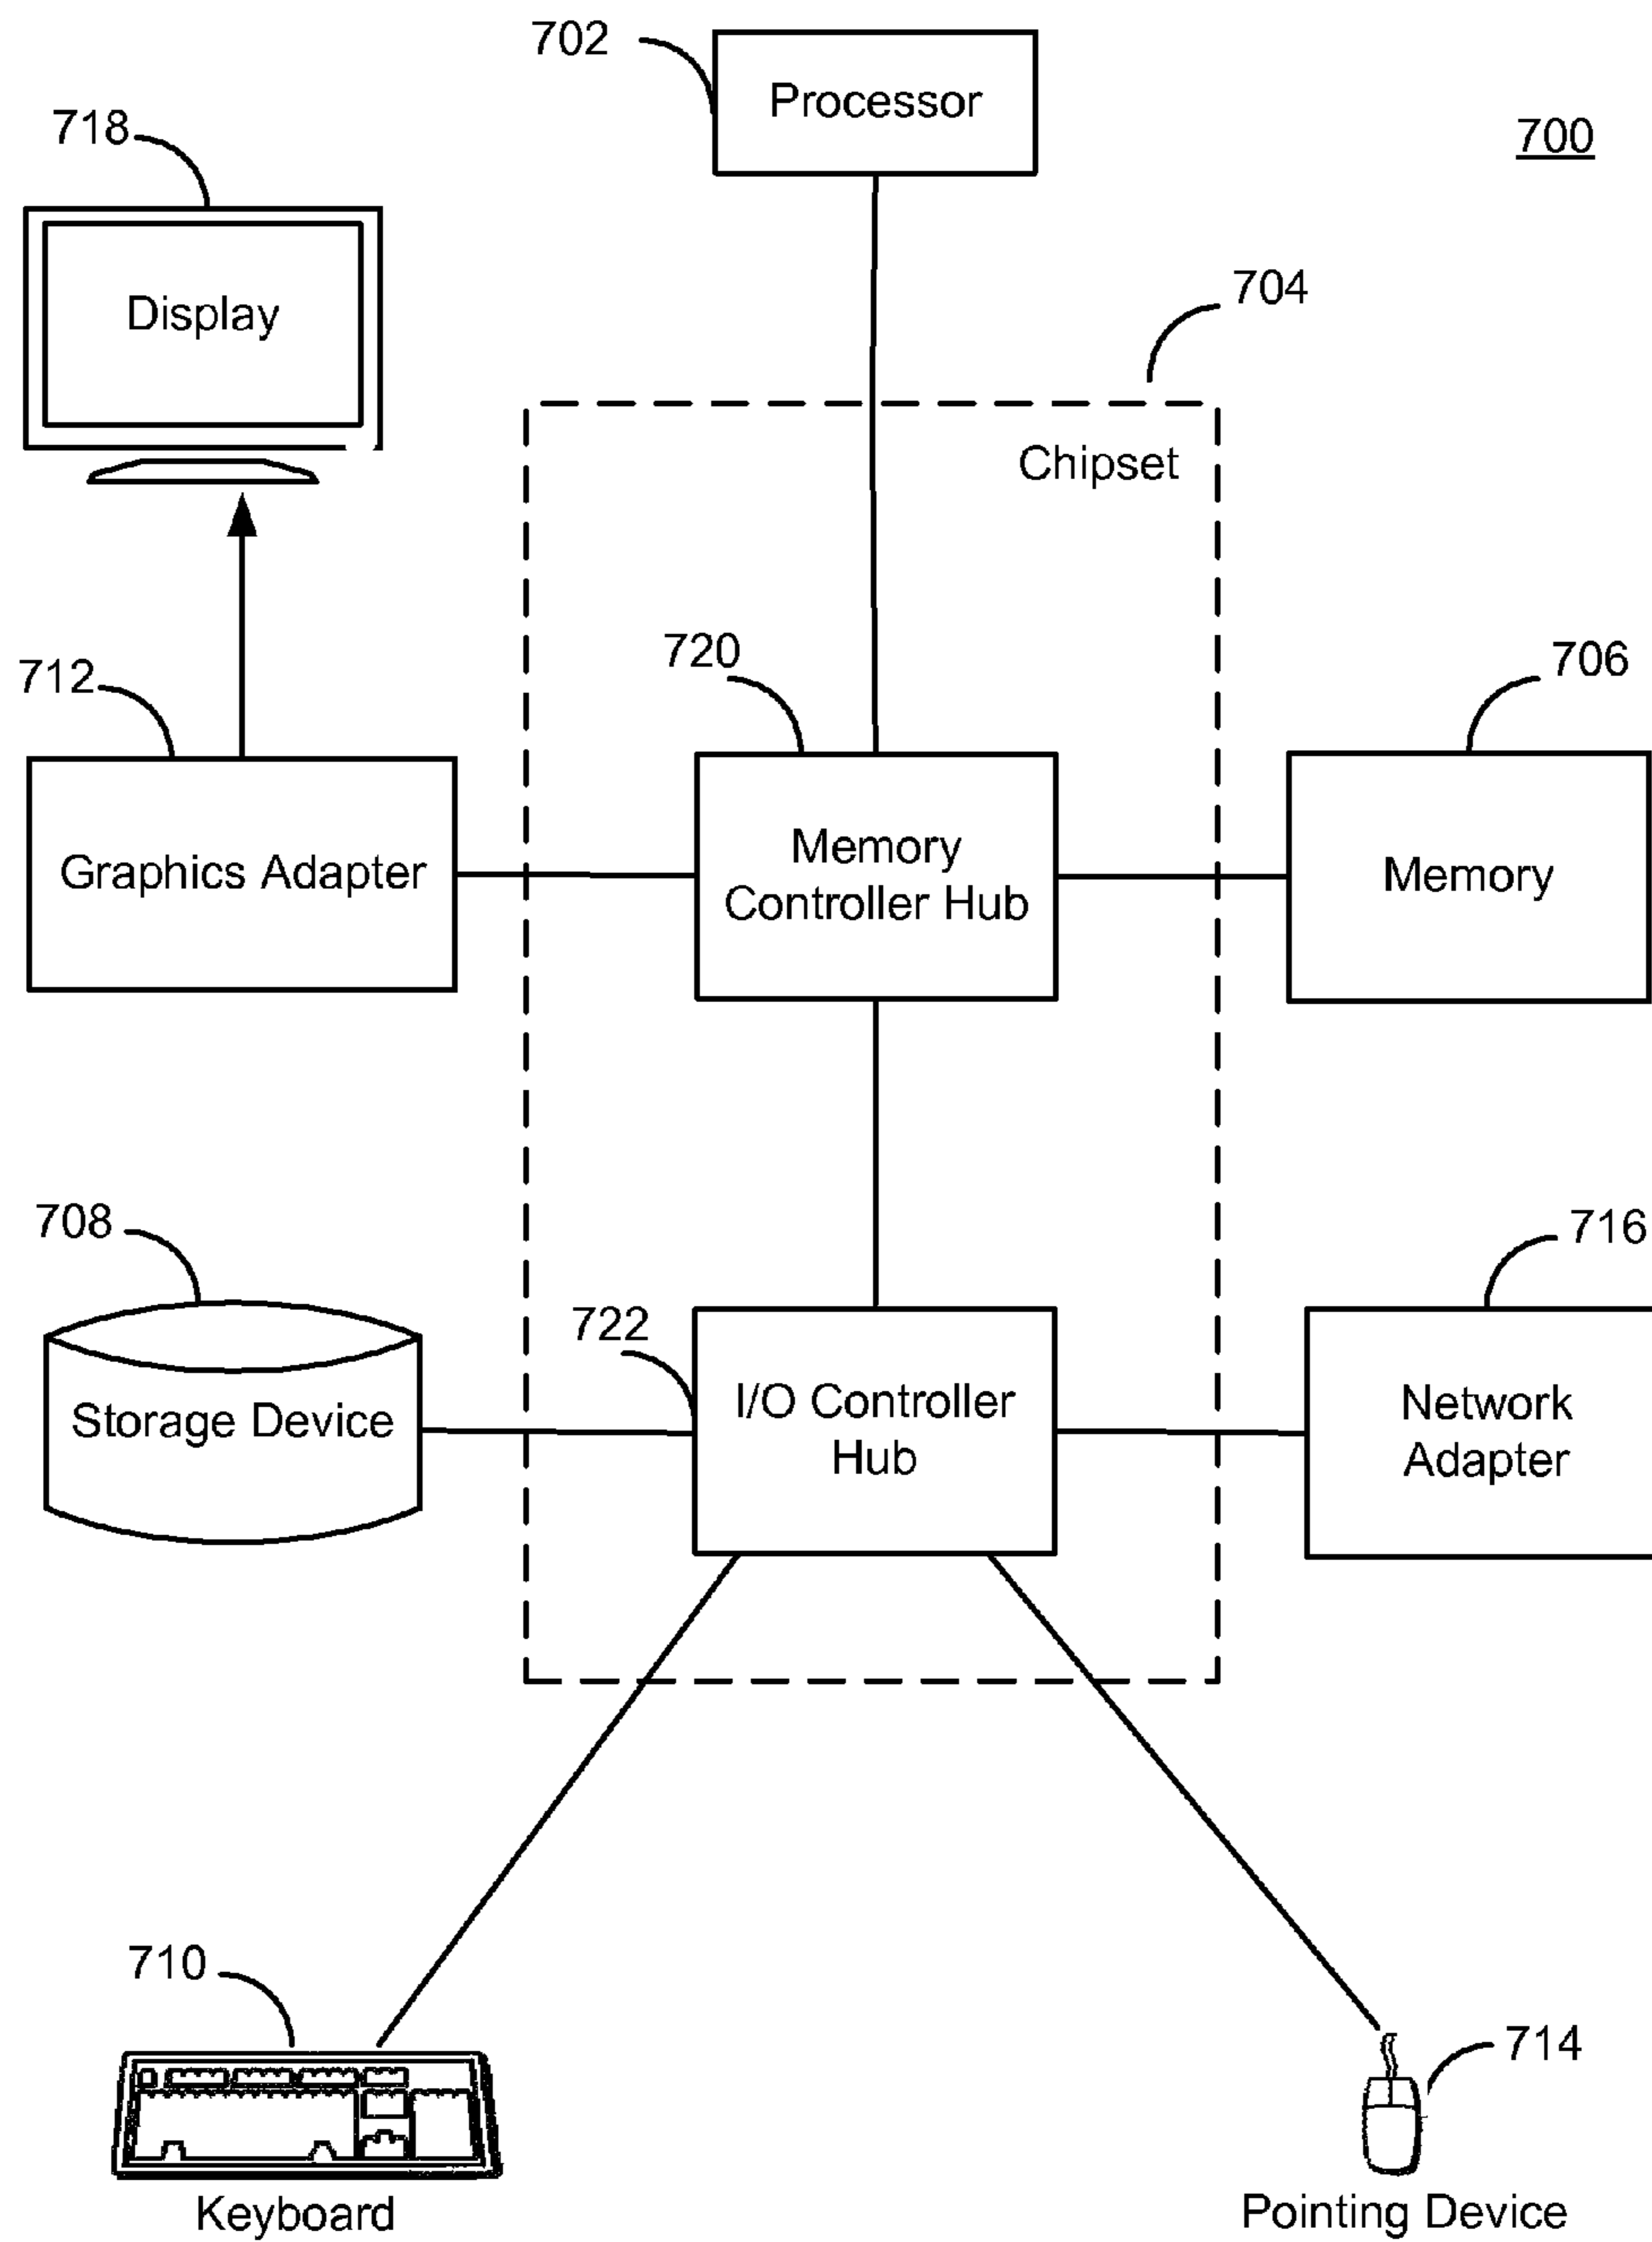 702
Processor
700
718
Display
704
Chipset
712
720
706
Graphics Adapter
Memory
Controller Hub
Memory
708
716
722
Storage Device
I/O Controller
Hub
Network
Adapter
710
714
Keyboard
Pointing Device